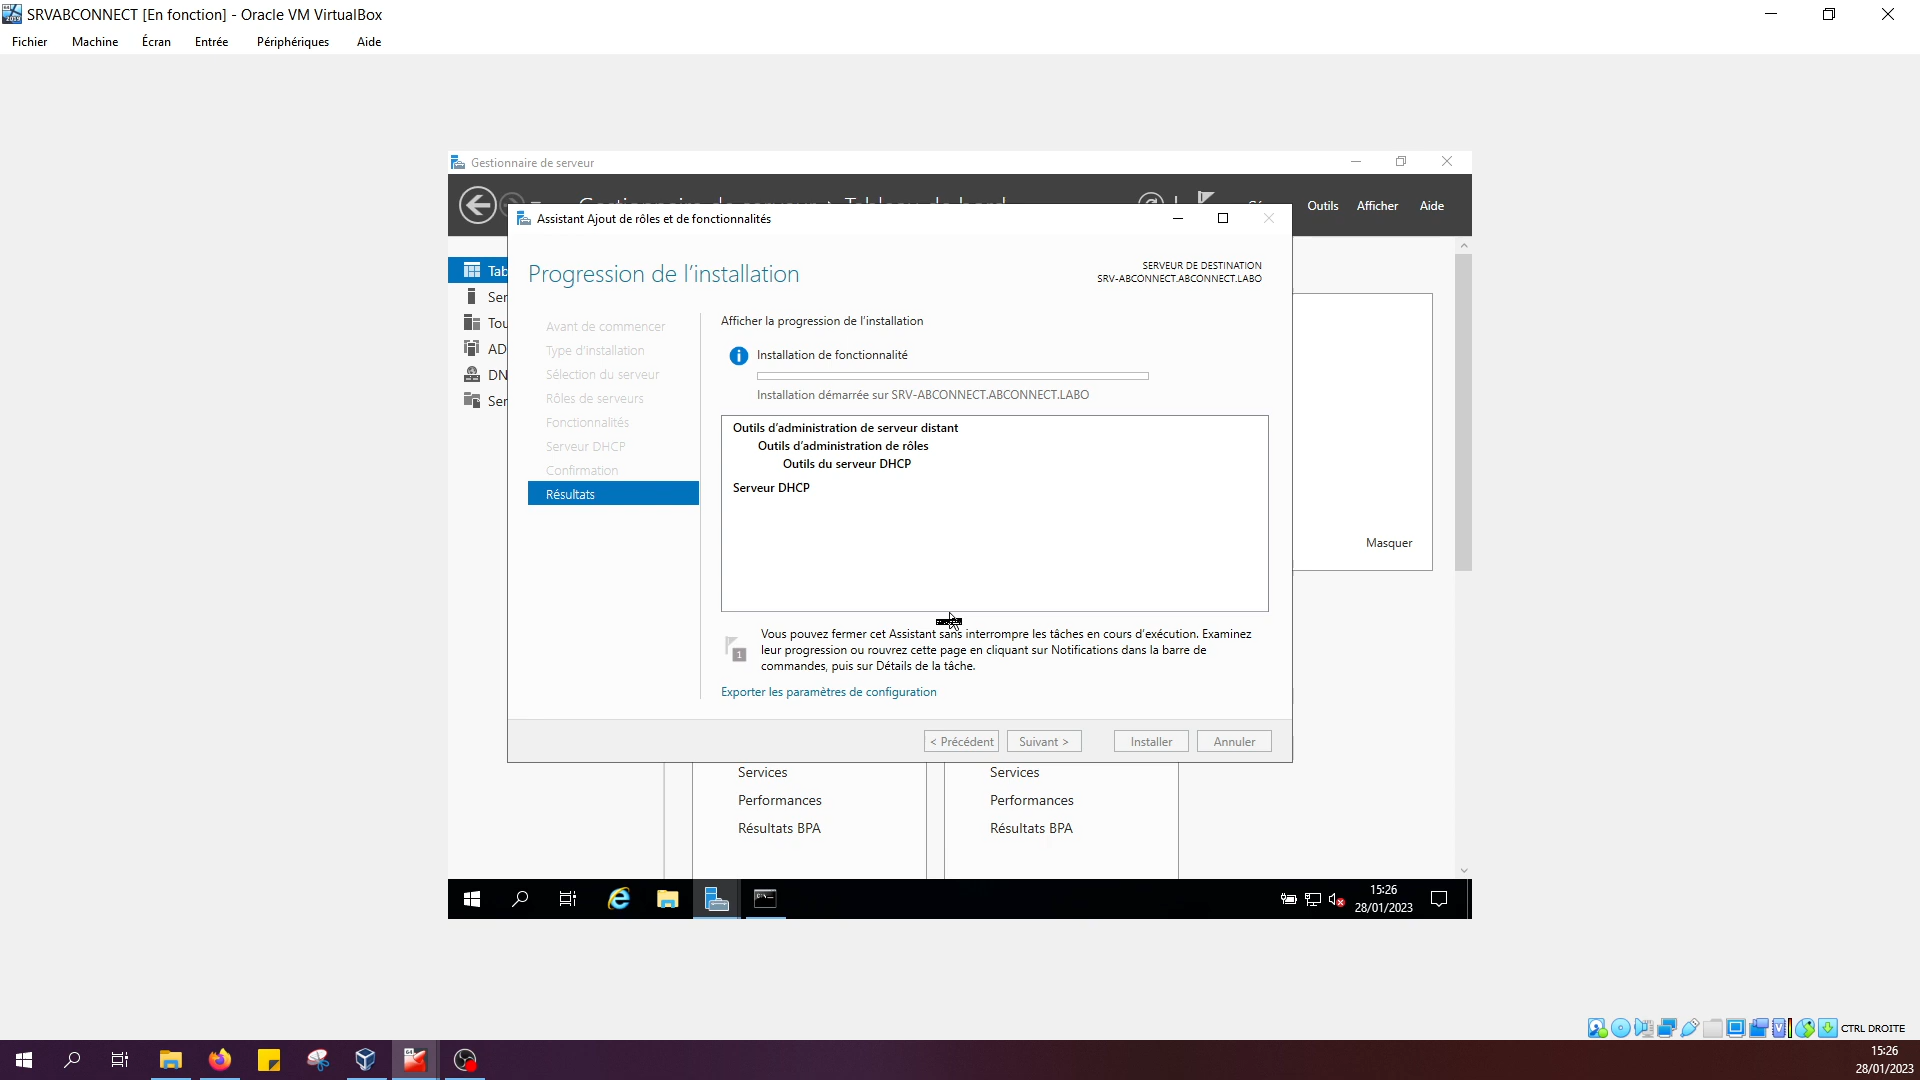 SRVABCONNECT [En fonction] - Oracle VM VirtualBox
Fichier Machine Écran Entrée Périphériques Aide
Gestionnaire de serveur
Outils Afficher Aide
Assistant Ajout de rôles et de fonctionnalités
Progression de l'installation
SERVEUR DE DESTINATION
SRV-ABCONNECT.ABCONNECT.LABO
Avant de commencer
Type d'installation
Sélection du serveur
Rôles de serveurs
Fonctionnalités
Serveur DHCP
Confirmation
Résultats
Afficher la progression de l'installation
Installation de fonctionnalité
Installation démarrée sur SRV-ABCONNECT.ABCONNECT.LABO
Outils d'administration de serveur distant
Outils d'administration de rôles
Outils du serveur DHCP
Serveur DHCP
Vous pouvez fermer cet Assistant sans interrompre les tâches en cours d'exécution. Examinez
leur progression ou rouvrez cette page en cliquant sur Notifications dans la barre de
commandes, puis sur Détails de la tâche.
1
Exporter les paramètres de configuration
< Précédent Suivant > Installer Annuler
Tab
Ser
Tou
AD
DN
Ser
Masquer
Services Services
Performances Performances
Résultats BPA Résultats BPA
15:26
28/01/2023
CTRL DROITE
15:26
28/01/2023